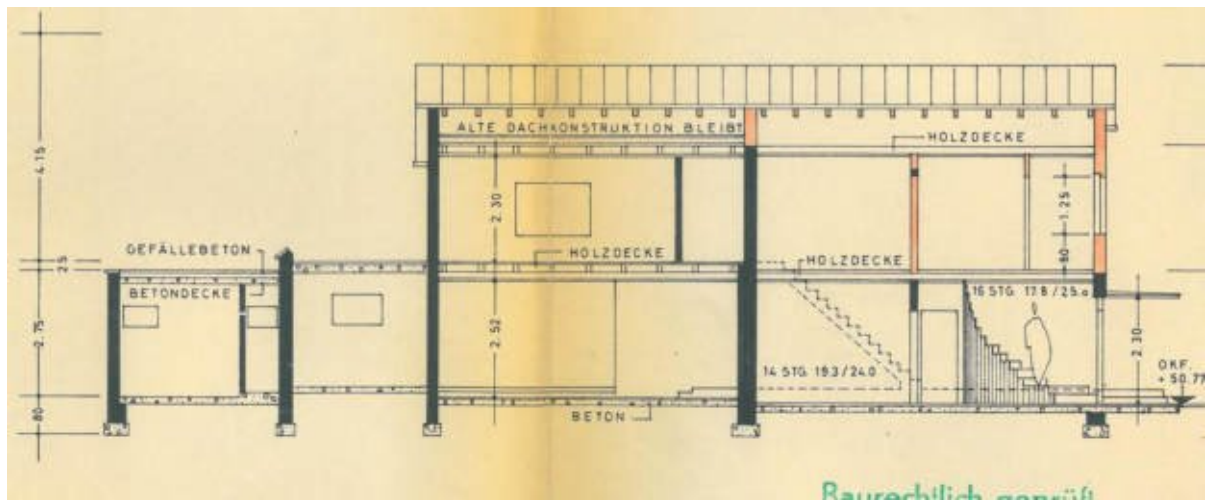 4.15
25
2.75
80
ALTE DACHKONSTRUKTION BLEIBT
HOLZDECKE
2.30
1.25
80
GEFÄLLEBETON
HOLZDECKE
HOLZDECKE
BETONDECKE
16 STG. 17.8/25.0
2.52
2.30
14 STG. 19.3/24.0
OKF.
+50.77
BETON
Baurechtlich geprüft